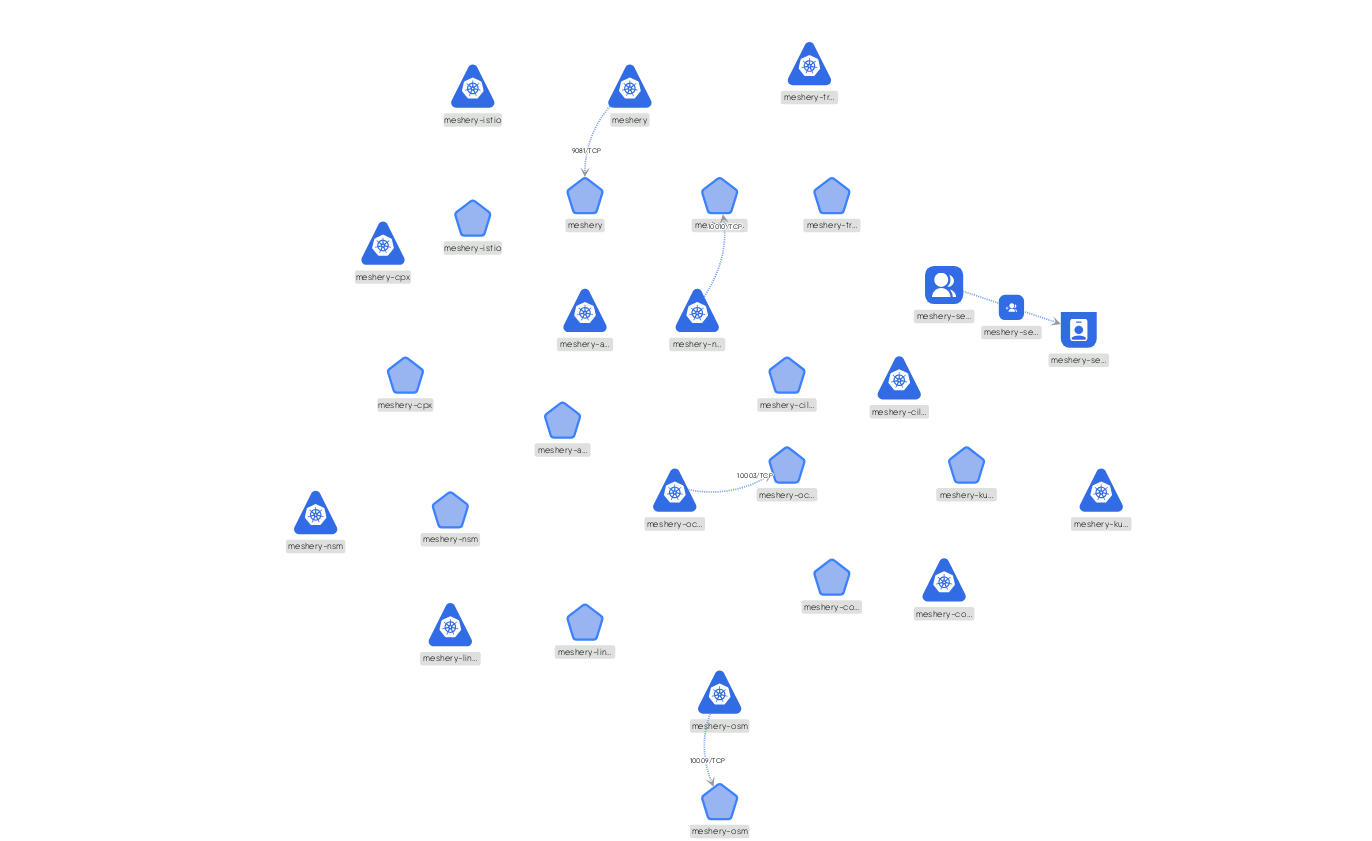 meshery-tr...
meshery-istio
meshery
9081/TCP
meshery
10010/TCP
meshery-tr...
meshery-istio
meshery-cpx
meshery-se...
meshery-se...
meshery-se...
meshery-a...
meshery-n...
meshery-cpx
meshery-cil...
meshery-cil...
meshery-a...
10003/TCP
meshery-oc...
meshery-ku...
meshery-oc...
meshery-ku...
meshery-nsm
meshery-nsm
meshery-co...
meshery-co...
meshery-lin...
meshery-lin...
meshery-osm
10009/TCP
meshery-osm